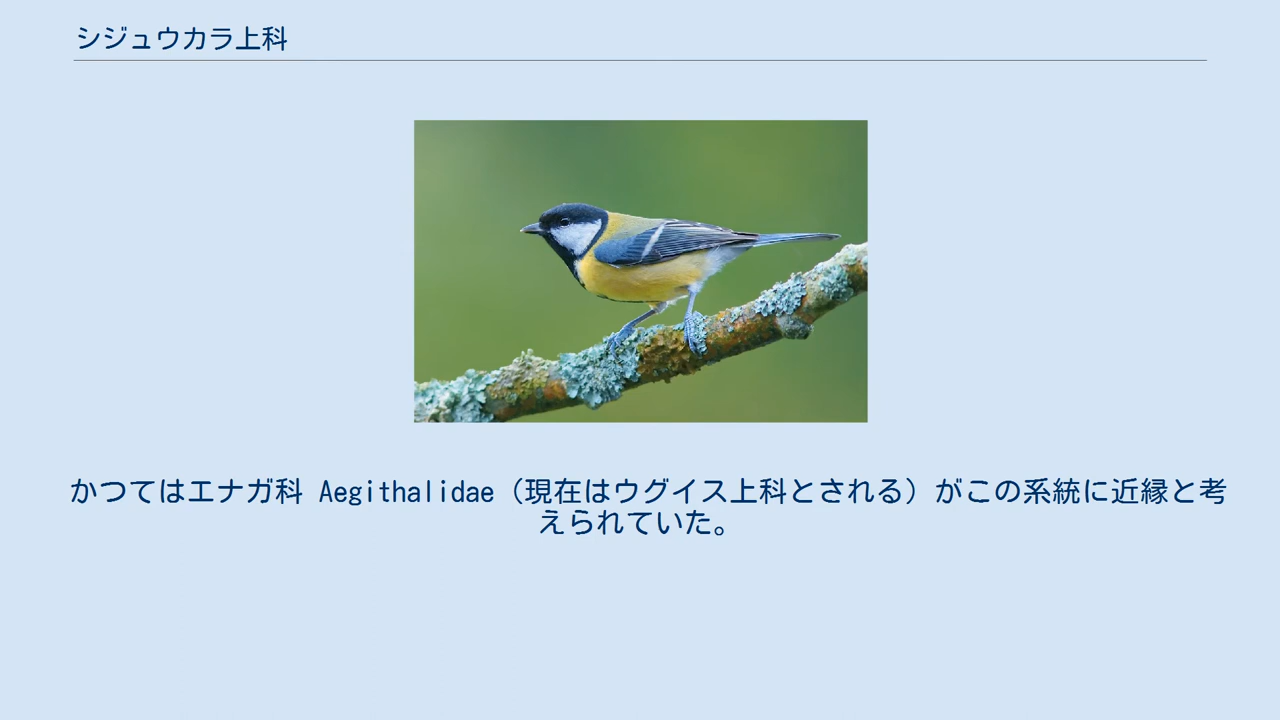 シジュウカラ上科
かつてはエナガ科 Aegithalidae（現在はウグイス上科とされる）がこの系統に近縁と考
えられていた。